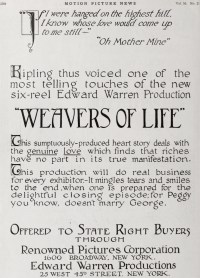 MOTION PICTURE NEWS
"If I were hanged on the highest hill,
I know whose love would come up
to me still—"
"Oh Mother Mine"
Kipling thus voiced one of the
most telling touches of the new
six-reel Edward Warren Production
"WEAVERS OF LIFE"
This sumptuously-produced heart story deals with
the genuine love which finds that riches
have no part in its true manifestation.
This production will do real business
for every exhibitor—It mingles tears and smiles
to the end when one is prepared for the
delightful closing episode: for Peggy
you know, doesn't marry George.
OFFERED TO STATE RIGHT BUYERS
THROUGH
Renowned Pictures Corporation
1600 BROADWAY, NEW YORK.
Edward Warren Productions
25 WEST 45th STREET, NEW YORK.